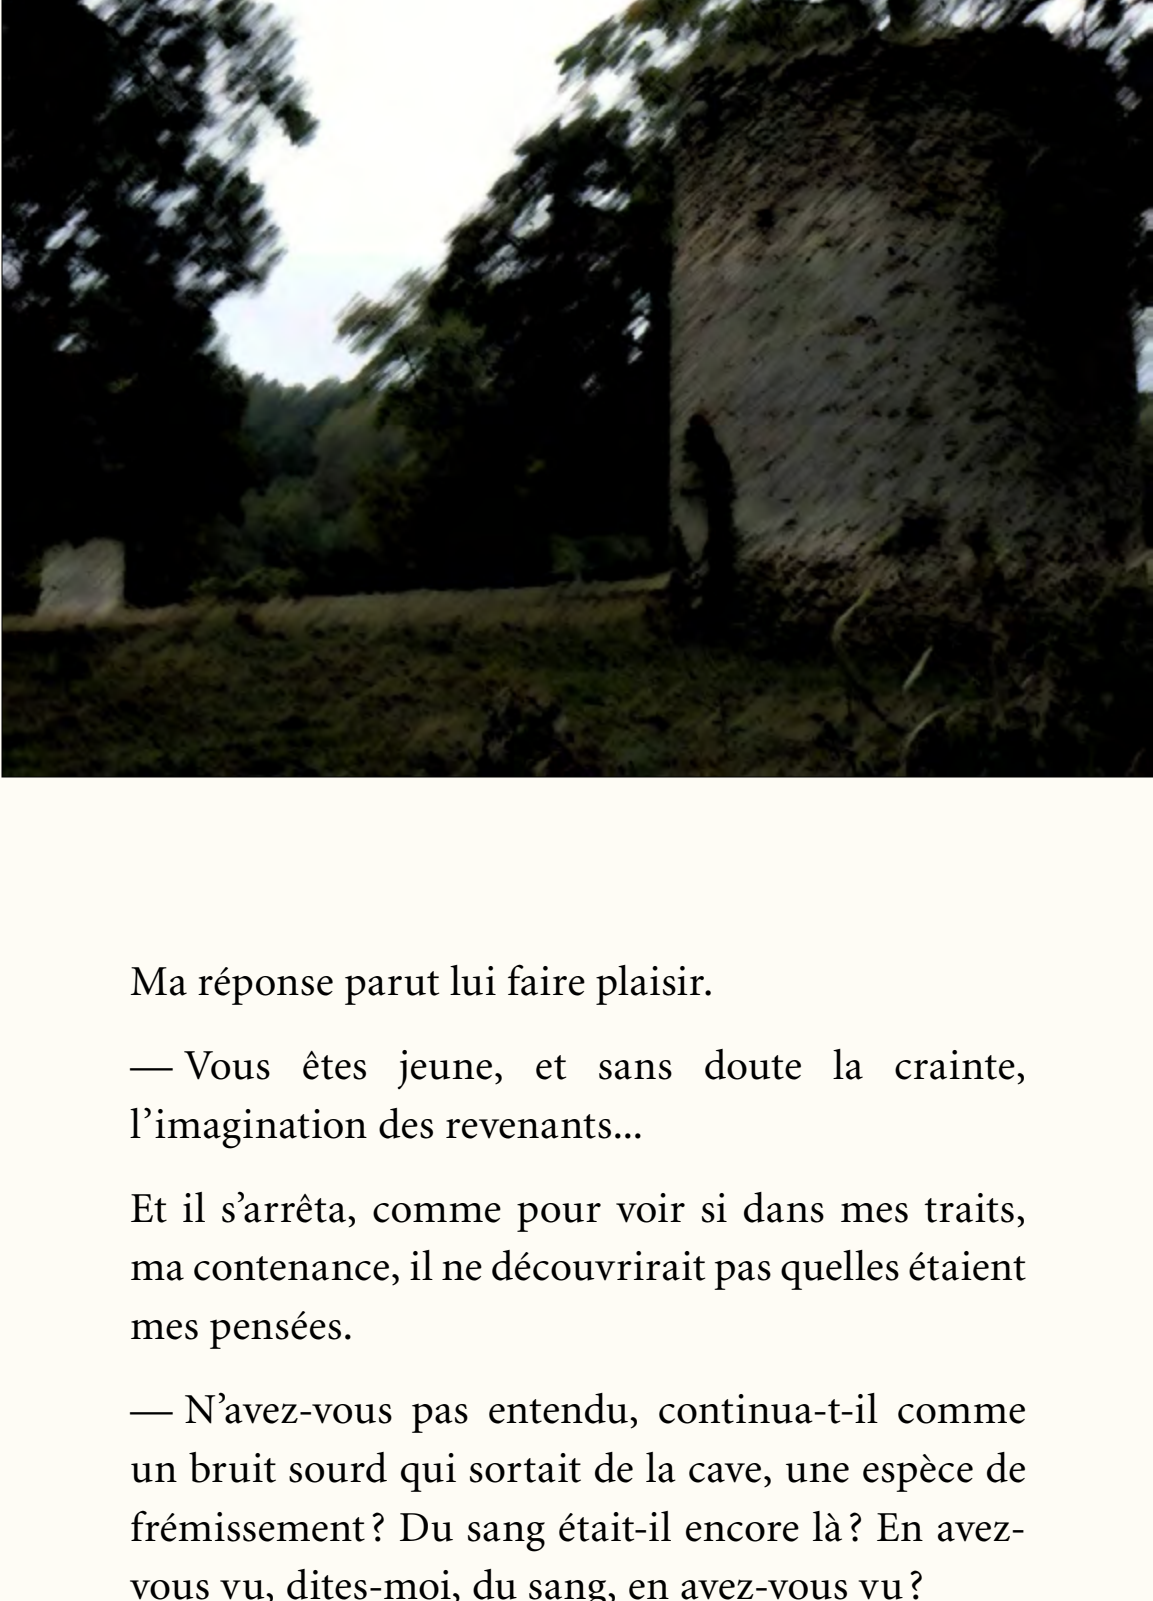 Ma réponse parut lui faire plaisir.
— Vous êtes jeune, et sans doute la crainte,
l’imagination des revenants...
Et il s’arrêta, comme pour voir si dans mes traits,
ma contenance, il ne découvrirait pas quelles étaient
mes pensées.
— N’avez-vous pas entendu, continua-t-il comme
un bruit sourd qui sortait de la cave, une espèce de
frémissement ? Du sang était-il encore là ? En avez-
vous vu, dites-moi, du sang, en avez-vous vu ?